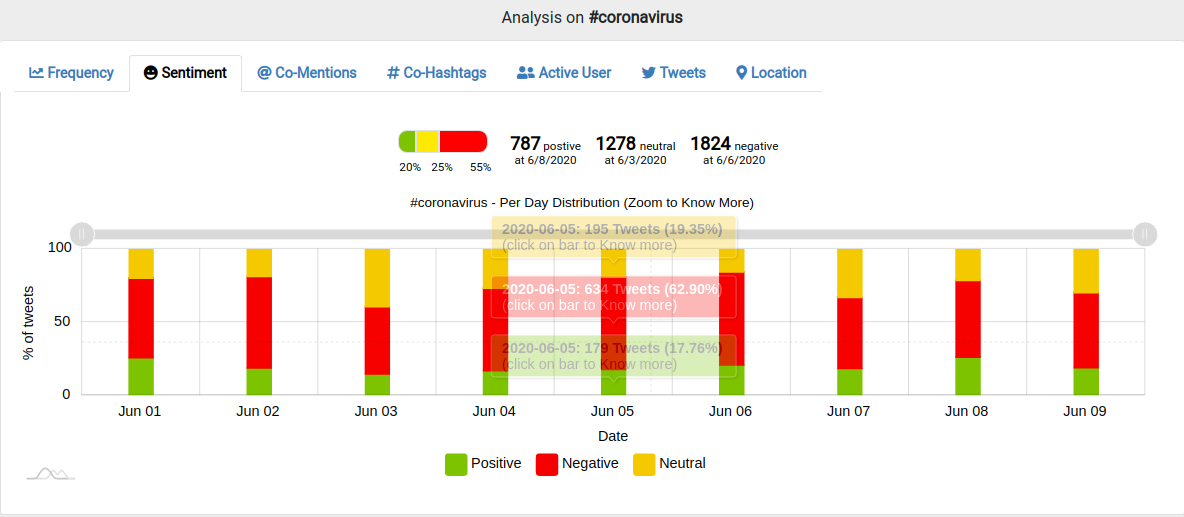 Analysis on #coronavirus
Frequency Sentiment @ Co-Mentions # Co-Hashtags Active User Tweets Location
787 postive 1278 neutral 1824 negative
at 6/8/2020 at 6/3/2020 at 6/6/2020
20% 25% 55%
#coronavirus - Per Day Distribution (Zoom to Know More)
2020-06-05: 195 Tweets (19.35%)
(click on bar to Know more)
2020-06-05: 634 Tweets (62.90%)
(click on bar to Know more)
2020-06-05: 179 Tweets (17.76%)
(click on bar to Know more)
% of tweets
100
50
0
Jun 01 Jun 02 Jun 03 Jun 04 Jun 05 Jun 06 Jun 07 Jun 08 Jun 09
Date
Positive Negative Neutral